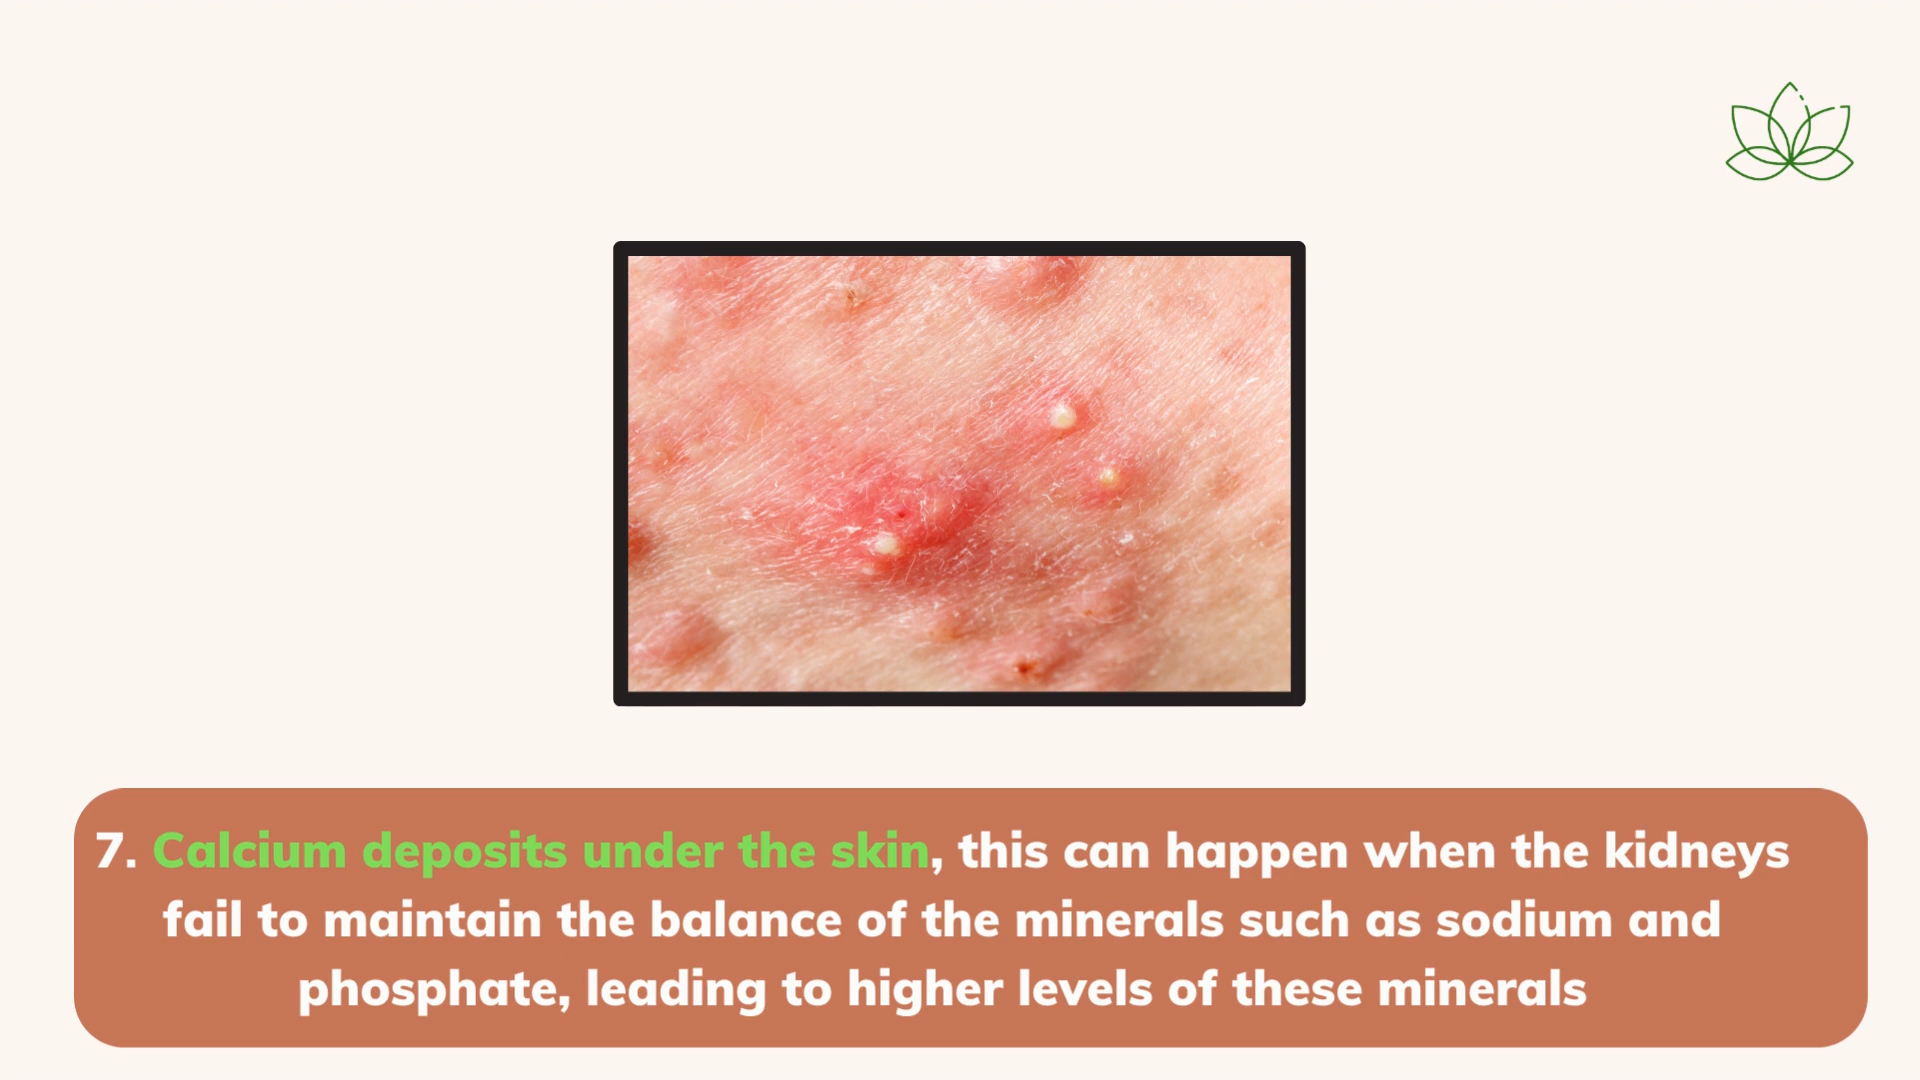 7. Calcium deposits under the skin, this can happen when the kidneys
fail to maintain the balance of the minerals such as sodium and
phosphate, leading to higher levels of these minerals